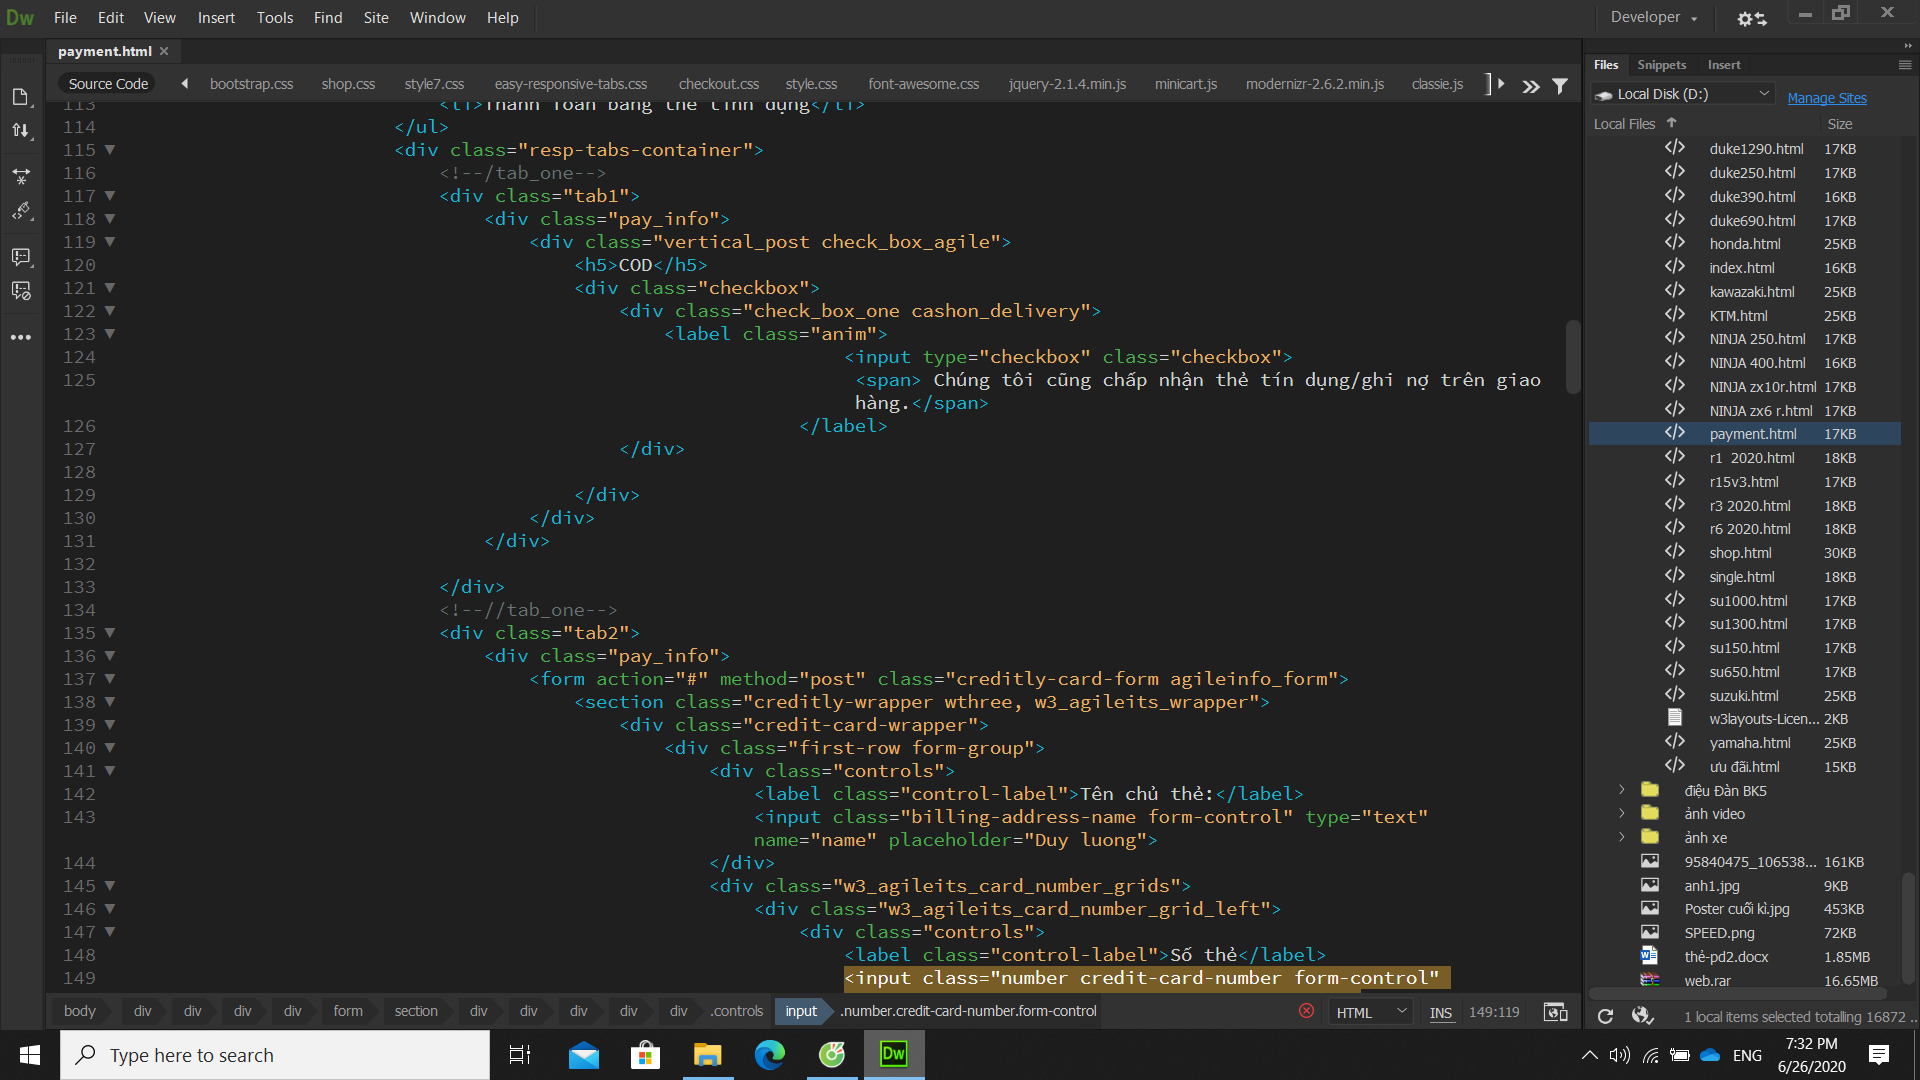 Dw File Edit View Insert Tools Find Site Window Help Developer
payment.html ×
Source Code bootstrap.css shop.css style7.css easy-responsive-tabs.css checkout.css style.css font-awesome.css jquery-2.1.4.min.js minicart.js modernizr-2.6.2.min.js classie.js
113 <li>Thanh Toán bằng thẻ tính dụng</li>
114 </ul>
115 <div class="resp-tabs-container">
116 <!--/tab_one-->
117 <div class="tab1">
118 <div class="pay_info">
119 <div class="vertical_post check_box_agile">
120 <h5>COD</h5>
121 <div class="checkbox">
122 <div class="check_box_one cashon_delivery">
123 <label class="anim">
124 <input type="checkbox" class="checkbox">
125 <span> Chúng tôi cũng chấp nhận thẻ tín dụng/ghi nợ trên giao
hàng.</span>
126 </label>
127 </div>
128
129 </div>
130 </div>
131 </div>
132
133 </div>
134 <!--//tab_one-->
135 <div class="tab2">
136 <div class="pay_info">
137 <form action="#" method="post" class="creditly-card-form agileinfo_form">
138 <section class="creditly-wrapper wthree, w3_agileits_wrapper">
139 <div class="credit-card-wrapper">
140 <div class="first-row form-group">
141 <div class="controls">
142 <label class="control-label">Tên chủ thẻ:</label>
143 <input class="billing-address-name form-control" type="text"
name="name" placeholder="Duy luong">
144 </div>
145 <div class="w3_agileits_card_number_grids">
146 <div class="w3_agileits_card_number_grid_left">
147 <div class="controls">
148 <label class="control-label">Số thẻ</label>
149 <input class="number credit-card-number form-control"
body div div div div form section div div div div div .controls input .number.credit-card-number.form-control HTML INS 149:119
Files Snippets Insert
Local Disk (D:) Manage Sites
Local Files Size
duke1290.html 17KB
duke250.html 17KB
duke390.html 16KB
duke690.html 17KB
honda.html 25KB
index.html 16KB
kawazaki.html 25KB
KTM.html 25KB
NINJA 250.html 17KB
NINJA 400.html 16KB
NINJA zx10r.html 17KB
NINJA zx6 r.html 17KB
payment.html 17KB
r1 2020.html 18KB
r15v3.html 17KB
r3 2020.html 18KB
r6 2020.html 18KB
shop.html 30KB
single.html 18KB
su1000.html 17KB
su1300.html 17KB
su150.html 17KB
su650.html 17KB
suzuki.html 25KB
w3layouts-Licen... 2KB
yamaha.html 25KB
ưu đãi.html 15KB
điệu Đàn BK5
ảnh video
ảnh xe
95840475_106538... 161KB
anh1.jpg 9KB
Poster cuối kì.jpg 453KB
SPEED.png 72KB
thẻ-pd2.docx 1.85MB
web.rar 16.65MB
1 local items selected totalling 16872 ..
Type here to search
Dw
ENG
7:32 PM
6/26/2020